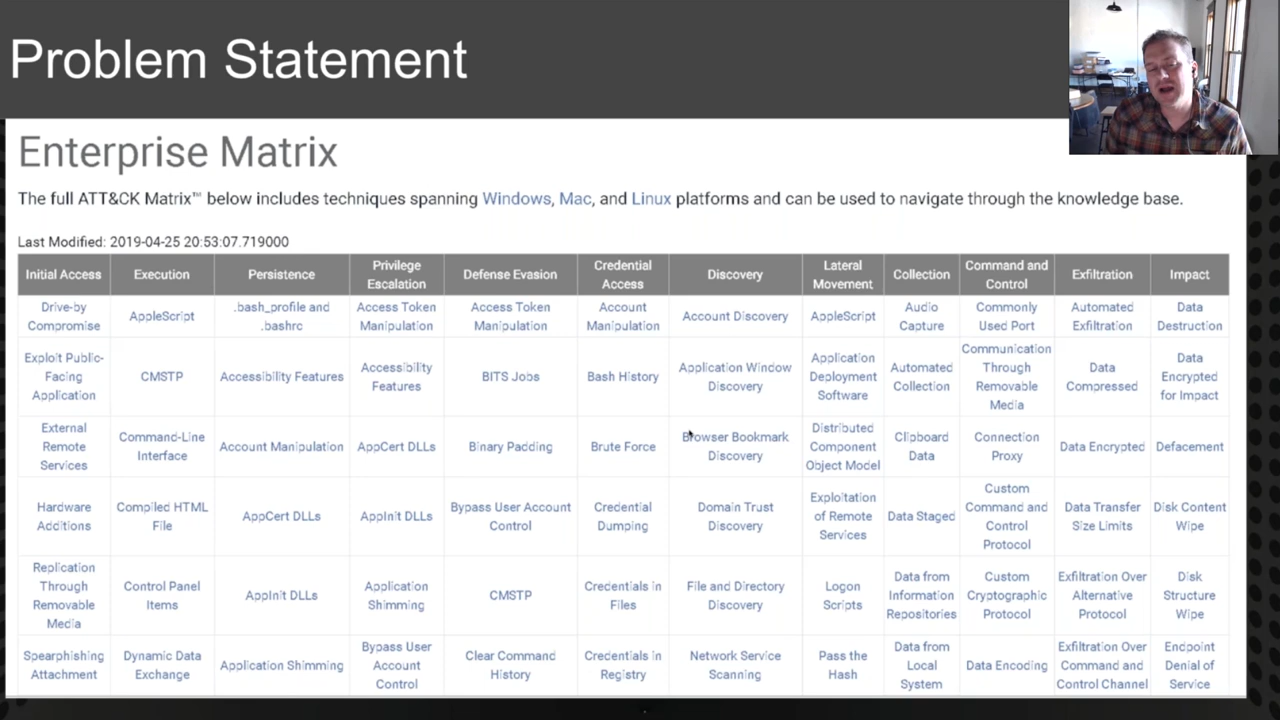 Problem Statement
Enterprise Matrix
The full ATT&CK Matrix™ below includes techniques spanning Windows, Mac, and Linux platforms and can be used to navigate through the knowledge base.
Last Modified: 2019-04-25 20:53:07.719000
Initial Access Execution Persistence Privilege Escalation Defense Evasion Credential Access Discovery Lateral Movement Collection Command and Control Exfiltration Impact
Drive-by Compromise AppleScript .bash_profile and .bashrc Access Token Manipulation Access Token Manipulation Account Manipulation Account Discovery AppleScript Audio Capture Commonly Used Port Automated Exfiltration Data Destruction
Exploit Public-Facing Application CMSTP Accessibility Features Accessibility Features BITS Jobs Bash History Application Window Discovery Application Deployment Software Automated Collection Communication Through Removable Media Data Compressed Data Encrypted for Impact
External Remote Services Command-Line Interface Account Manipulation AppCert DLLs Binary Padding Brute Force Browser Bookmark Discovery Distributed Component Object Model Clipboard Data Connection Proxy Data Encrypted Defacement
Hardware Additions Compiled HTML File AppCert DLLs AppInit DLLs Bypass User Account Control Credential Dumping Domain Trust Discovery Exploitation of Remote Services Data Staged Custom Command and Control Protocol Data Transfer Size Limits Disk Content Wipe
Replication Through Removable Media Control Panel Items AppInit DLLs Application Shimming CMSTP Credentials in Files File and Directory Discovery Logon Scripts Data from Information Repositories Custom Cryptographic Protocol Exfiltration Over Alternative Protocol Disk Structure Wipe
Spearphishing Attachment Dynamic Data Exchange Application Shimming Bypass User Account Control Clear Command History Credentials in Registry Network Service Scanning Pass the Hash Data from Local System Data Encoding Exfiltration Over Command and Control Channel Endpoint Denial of Service